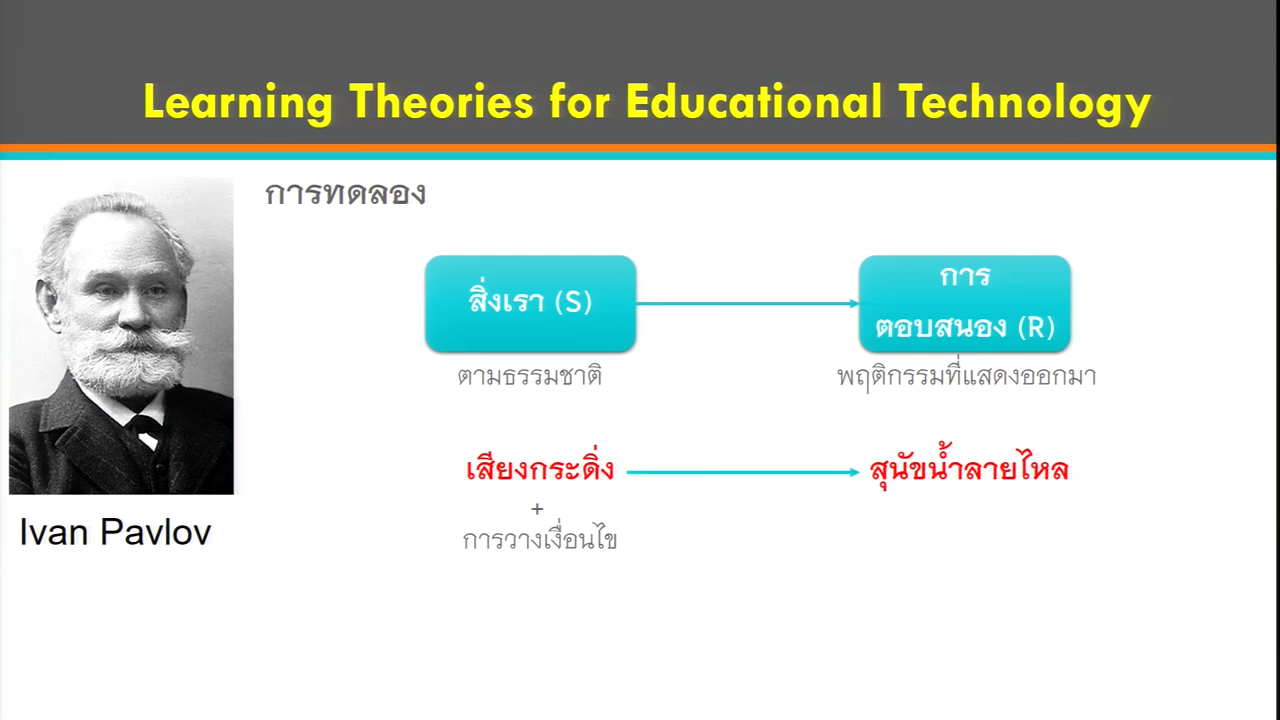 Learning Theories for Educational Technology
การทดลอง
สิ่งเรา (S)
การ
ตอบสนอง (R)
ตามธรรมชาติ
พฤติกรรมที่แสดงออกมา
เสียงกระดิ่ง
สุนัขน้ำลายไหล
+
การวางเงื่อนไข
Ivan Pavlov